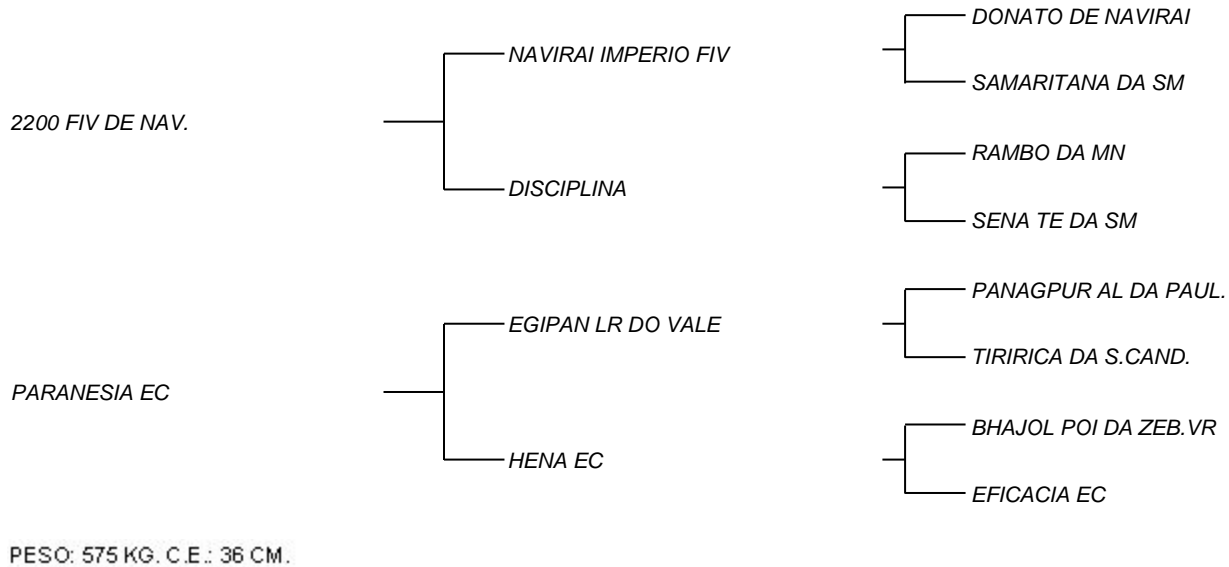 DONATO DE NAVIRAI
NAVIRAI IMPERIO FIV
SAMARITANA DA SM
2200 FIV DE NAV.
RAMBO DA MN
DISCIPLINA
SENA TE DA SM
PANAGPUR AL DA PAUL.
EGIPAN LR DO VALE
TIRIRICA DA S.CAND.
PARANESIA EC
BHAJOL POI DA ZEB.VR
HENA EC
EFICACIA EC
PESO: 575 KG. C.E.: 36 CM.